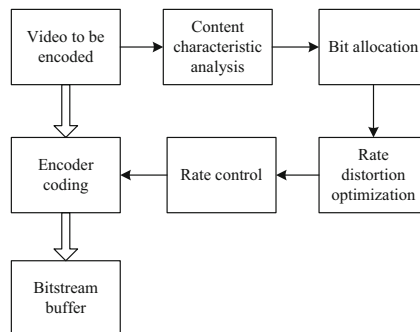 Video to be
encoded
Content
characteristic
analysis
Bit allocation
Encoder
coding
Rate control
Rate
distortion
optimization
Bitstream
buffer